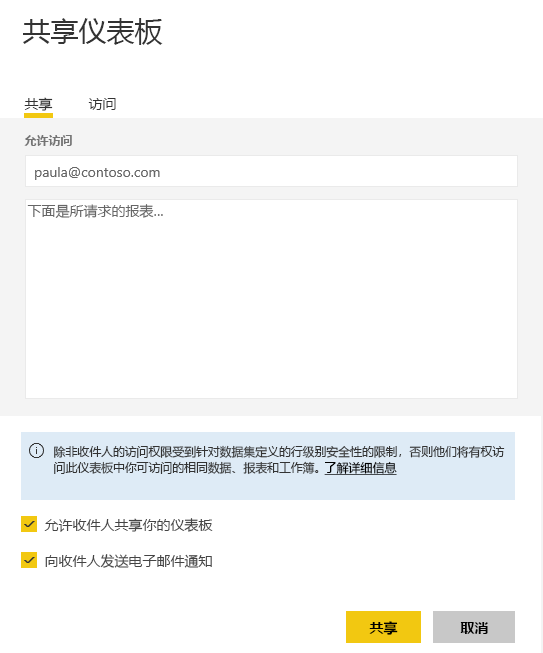 共享仪表板
共享 访问
允许访问
paula@contoso.com
下面是所请求的报表...
除非收件人的访问权限受到针对数据集定义的行级别安全性的限制，否则他们将有权访
问此仪表板中你可访问的相同数据、报表和工作簿。了解详细信息
允许收件人共享你的仪表板
向收件人发送电子邮件通知
共享 取消